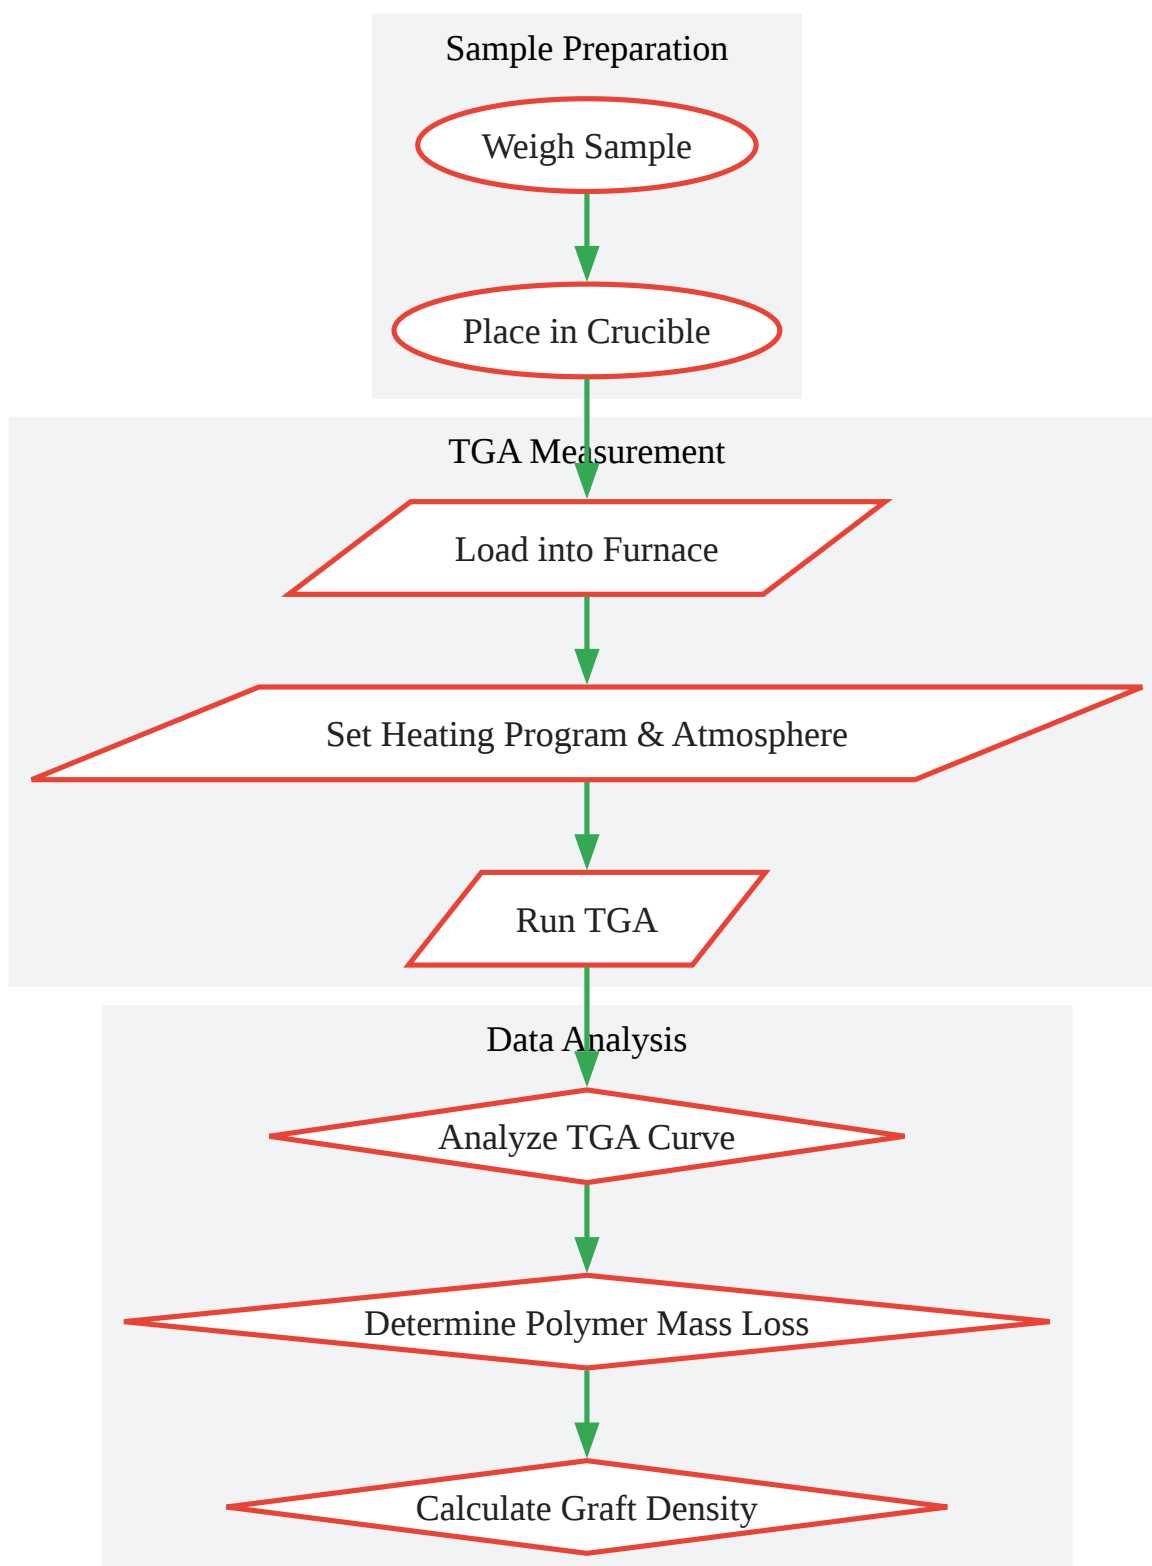 Sample Preparation
Weigh Sample
Place in Crucible
TGA Measurement
Load into Furnace
Set Heating Program & Atmosphere
Run TGA
Data Analysis
Analyze TGA Curve
Determine Polymer Mass Loss
Calculate Graft Density